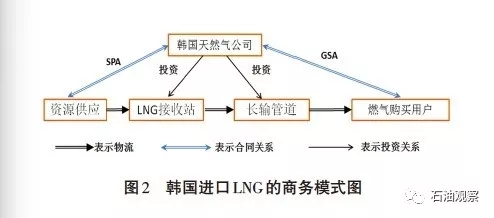 韩国天然气公司
SPA
投资
投资
GSA
资源供应
LNG接收站
长输管道
燃气购买用户
表示物流
表示合同关系
表示投资关系
图2 韩国进口LNG的商务模式图
石油观察